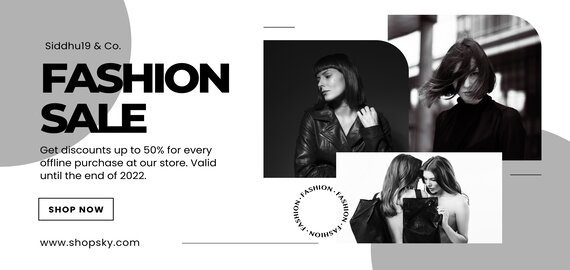 Siddhu19 & Co.
FASHION
SALE
Get discounts up to 50% for every
offline purchase at our store. Valid
until the end of 2022.
SHOP NOW
www.shopsky.com
FASHION · FASHION · FASHION · FASHION ·